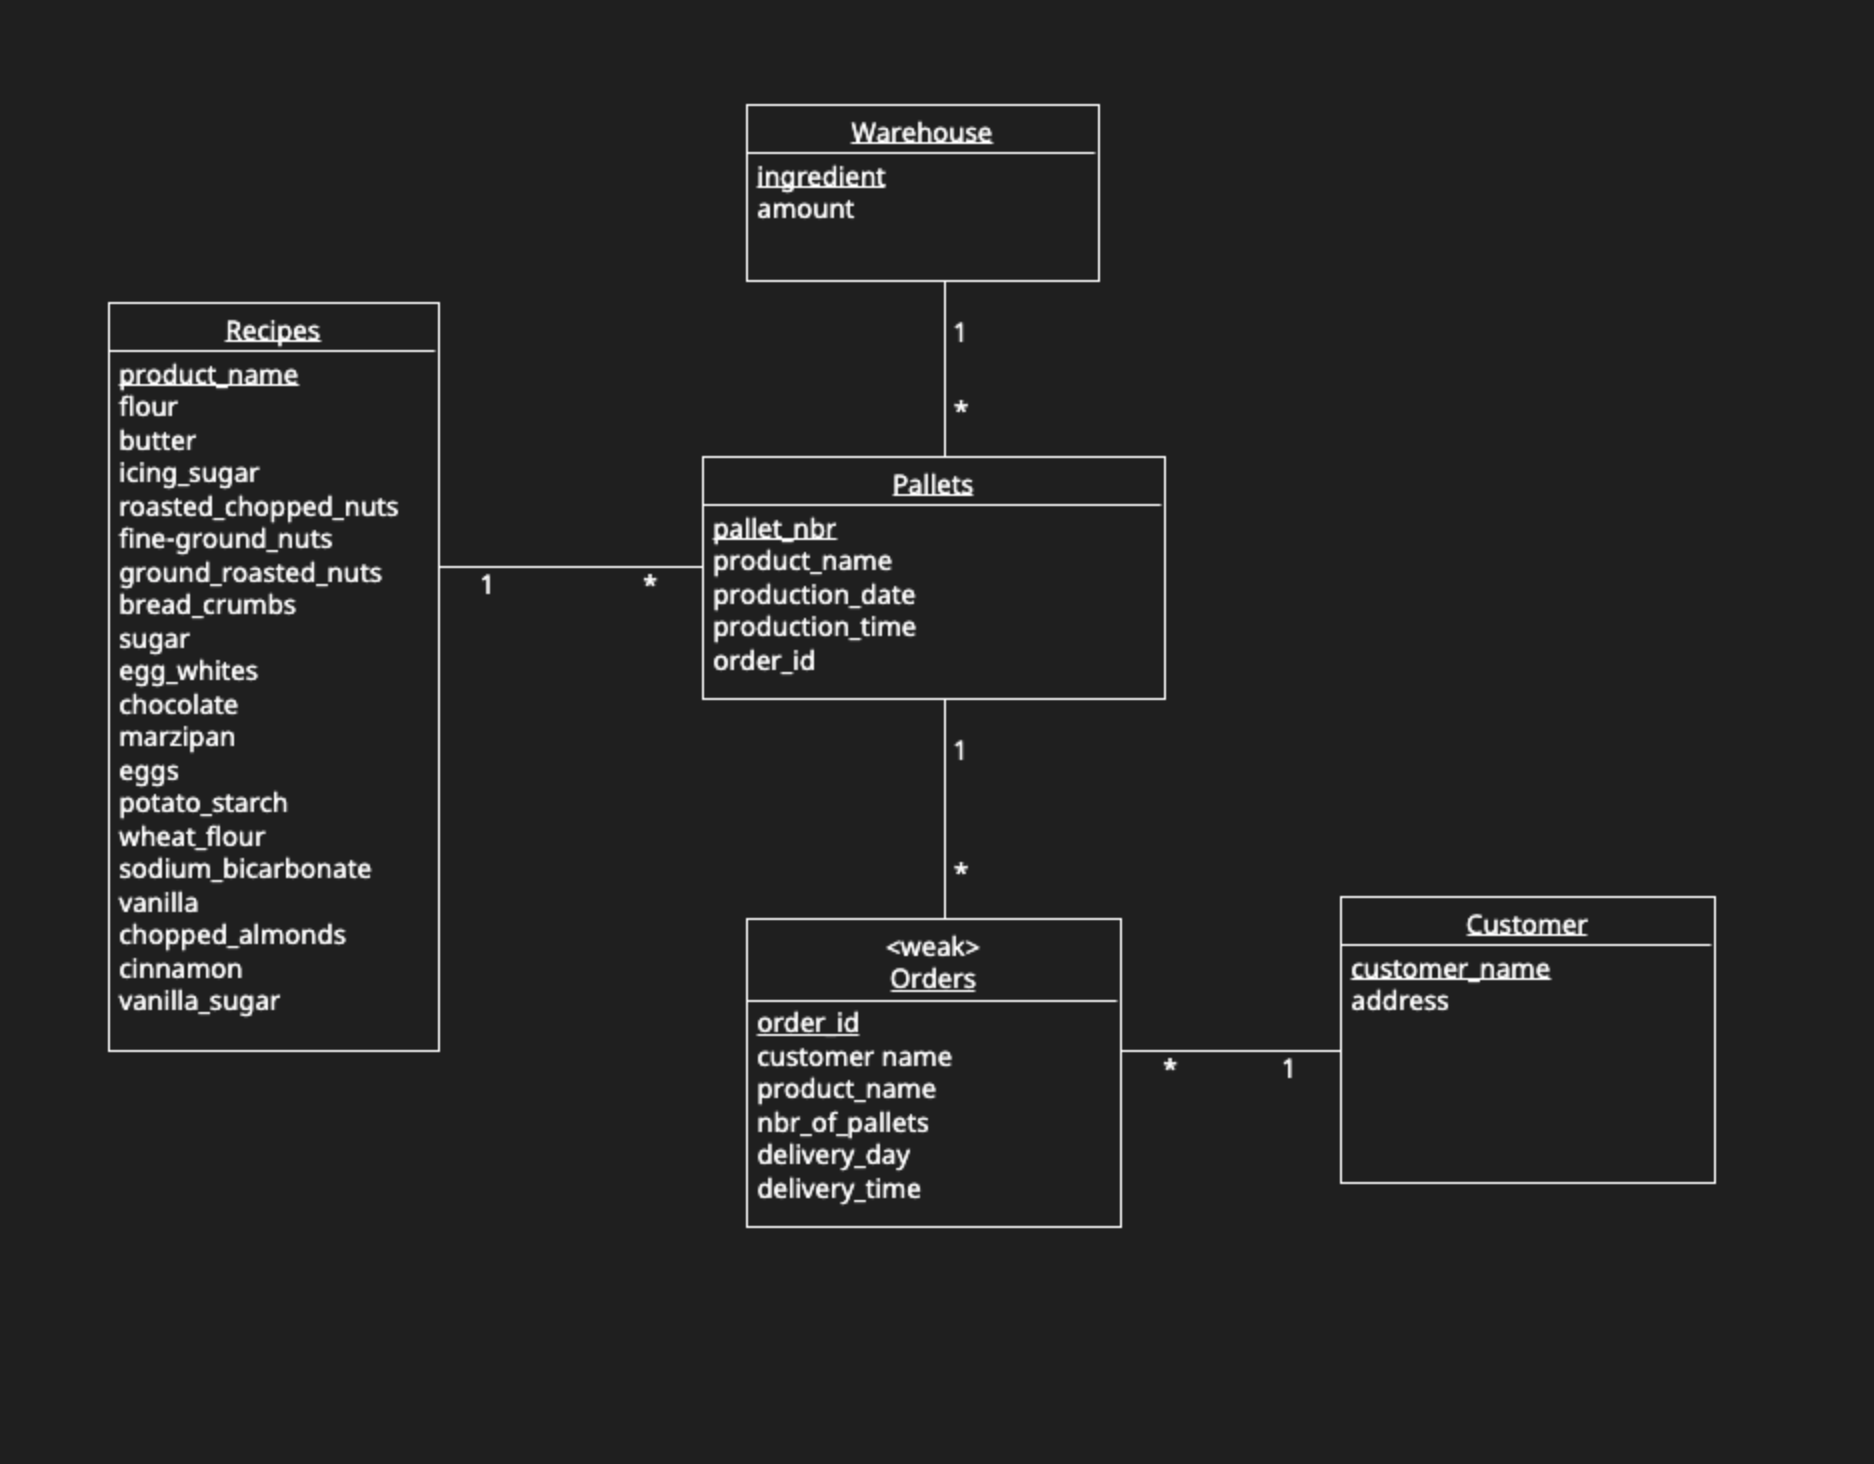 Warehouse
ingredient
amount
1
*
Recipes
product_name
flour
butter
icing_sugar
roasted_chopped_nuts
fine-ground_nuts
ground_roasted_nuts
bread_crumbs
sugar
egg_whites
chocolate
marzipan
eggs
potato_starch
wheat_flour
sodium_bicarbonate
vanilla
chopped_almonds
cinnamon
vanilla_sugar
1 *
Pallets
pallet_nbr
product_name
production_date
production_time
order_id
1
*
<weak>
Orders
order_id
customer name
product_name
nbr_of_pallets
delivery_day
delivery_time
* 1
Customer
customer_name
address